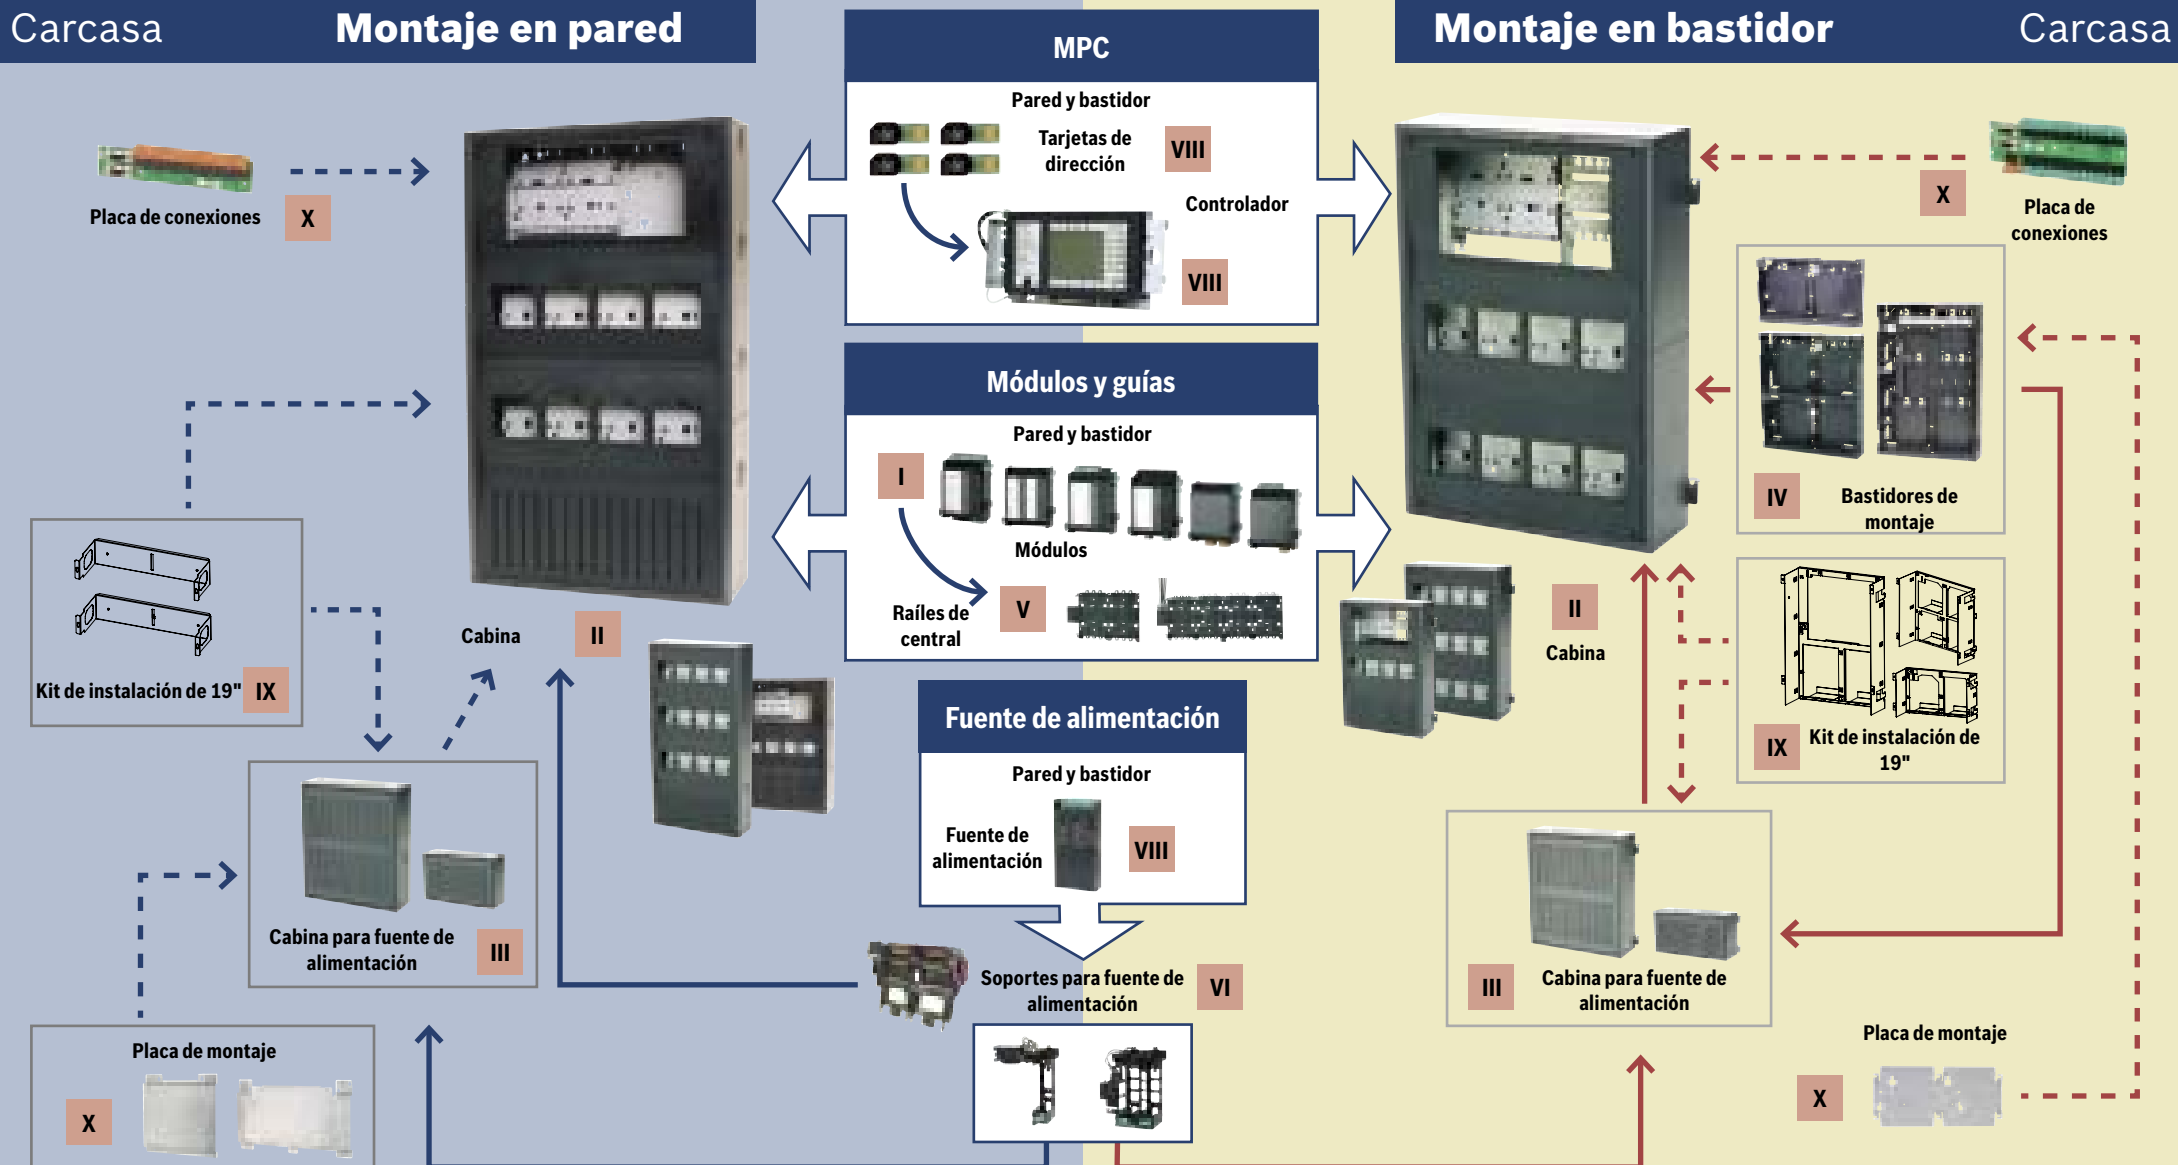 Carcasa
Montaje en pared
Placa de conexiones
X
Kit de instalación de 19"
IX
Cabina
II
Cabina para fuente de
alimentación
III
Placa de montaje
X
MPC
Pared y bastidor
Tarjetas de
dirección
VIII
Controlador
VIII
Módulos y guías
Pared y bastidor
I
Módulos
Raíles de
central
V
Fuente de alimentación
Pared y bastidor
Fuente de
alimentación
VIII
Soportes para fuente de
alimentación
VI
Montaje en bastidor
Carcasa
X
Placa de
conexiones
IV
Bastidores de
montaje
II
Cabina
IX
Kit de instalación de
19"
III
Cabina para fuente de
alimentación
Placa de montaje
X